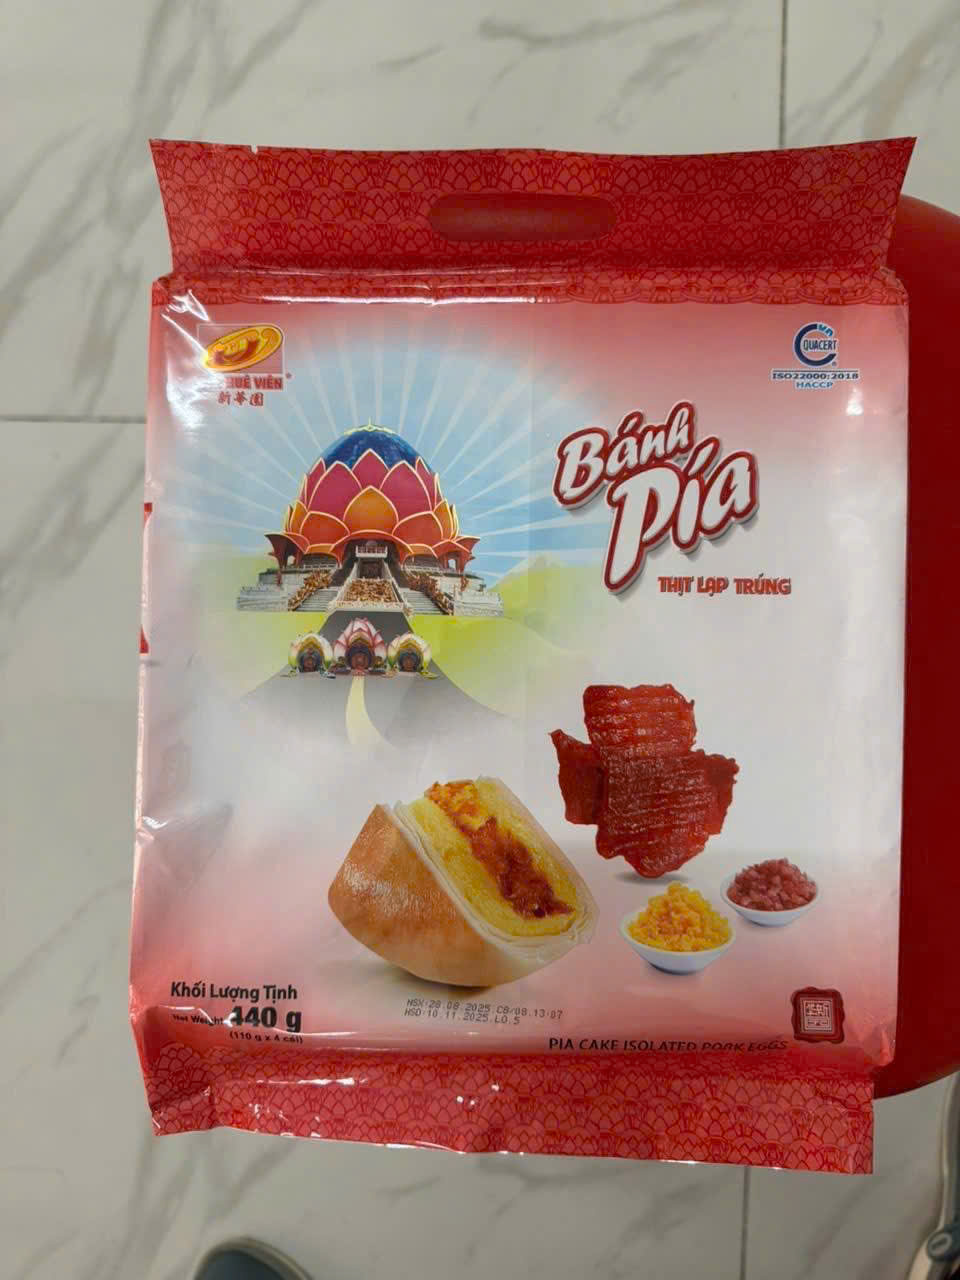 HUÊ VIÊN
新華園
QUACERT
ISO22000:2018
HACCP
Bánh
Pía
THỊT LẠP TRỨNG
Khối Lượng Tịnh
Net Weight 440 g
(110 g x 4 cái)
NSX:28.08.2025.CB/08.13:07
HSD:10.11.2025.LO.5
PIA CAKE ISOLATED PORK EGGS